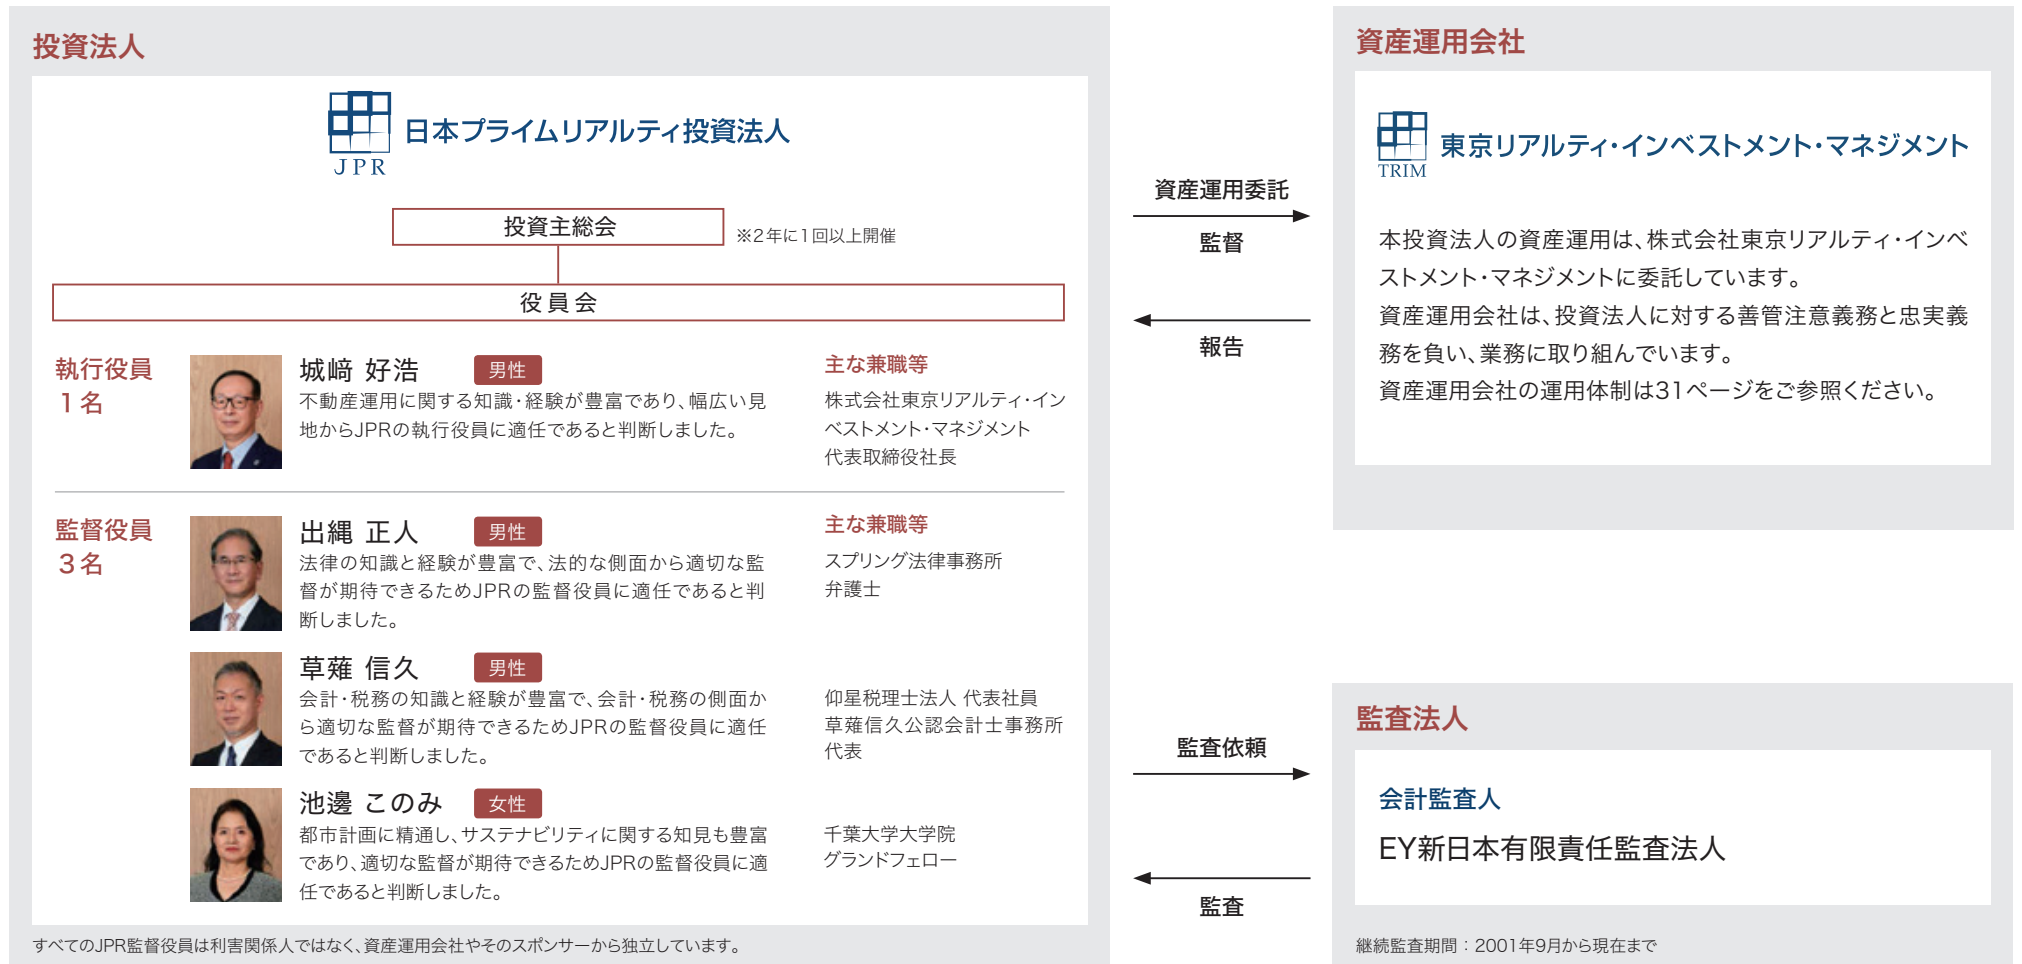 投資法人
JPR
日本プライムリアルティ投資法人
投資主総会
※2年に1回以上開催
役員会
執行役員
1名
城﨑 好浩
男性
不動産運用に関する知識・経験が豊富であり、幅広い見
地からJPRの執行役員に適任であると判断しました。
主な兼職等
株式会社東京リアルティ・イン
ベストメント・マネジメント
代表取締役社長
監督役員
3名
出縄 正人
男性
法律の知識と経験が豊富で、法的な側面から適切な監
督が期待できるためJPRの監督役員に適任であると判
断しました。
主な兼職等
スプリング法律事務所
弁護士
草薙 信久
男性
会計・税務の知識と経験が豊富で、会計・税務の側面か
ら適切な監督が期待できるためJPRの監督役員に適任
であると判断しました。
仰星税理士法人 代表社員
草薙信久公認会計士事務所
代表
池邊 このみ
女性
都市計画に精通し、サステナビリティに関する知見も豊富
であり、適切な監督が期待できるためJPRの監督役員に適
任であると判断しました。
千葉大学大学院
グランドフェロー
すべてのJPR監督役員は利害関係人ではなく、資産運用会社やそのスポンサーから独立しています。
資産運用委託
監督
報告
監査依頼
監査
資産運用会社
TRIM
東京リアルティ・インベストメント・マネジメント
本投資法人の資産運用は、株式会社東京リアルティ・インベ
ストメント・マネジメントに委託しています。
資産運用会社は、投資法人に対する善管注意義務と忠実義
務を負い、業務に取り組んでいます。
資産運用会社の運用体制は31ページをご参照ください。
監査法人
会計監査人
EY新日本有限責任監査法人
継続監査期間：2001年9月から現在まで